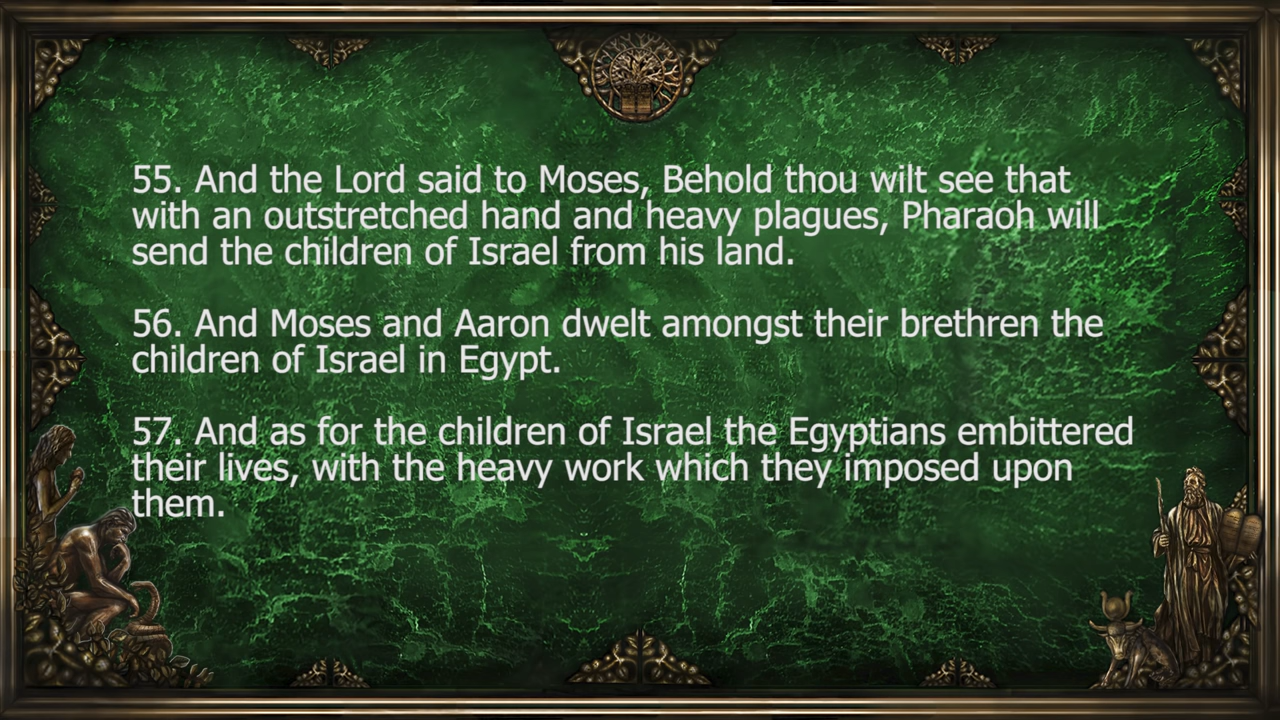 55. And the Lord said to Moses, Behold thou wilt see that
with an outstretched hand and heavy plagues, Pharaoh will
send the children of Israel from his land.
56. And Moses and Aaron dwelt amongst their brethren the
children of Israel in Egypt.
57. And as for the children of Israel the Egyptians embittered
their lives, with the heavy work which they imposed upon
them.